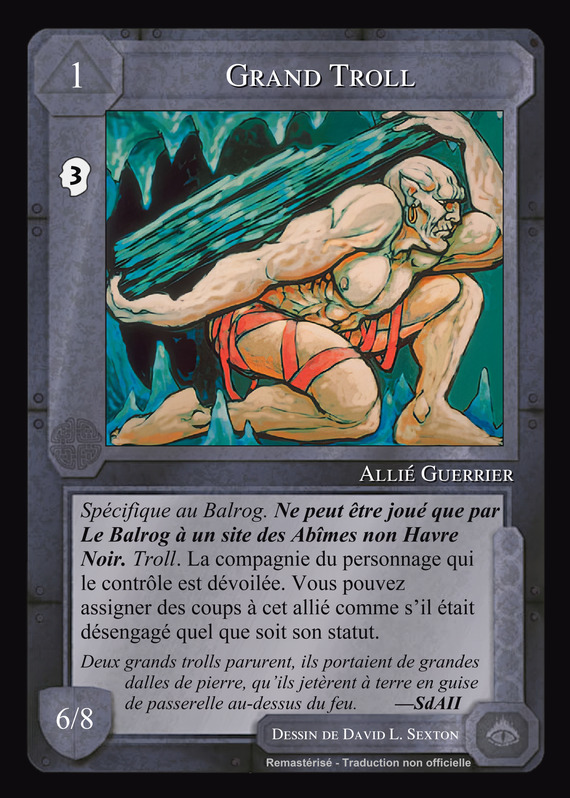 1
Grand Troll
3
Allié Guerrier
Spécifique au Balrog. Ne peut être joué que par
Le Balrog à un site des Abîmes non Havre
Noir. Troll. La compagnie du personnage qui
le contrôle est dévoilée. Vous pouvez
assigner des coups à cet allié comme s'il était
désengagé quel que soit son statut.
Deux grands trolls parurent, ils portaient de grandes
dalles de pierre, qu'ils jetèrent à terre en guise
de passerelle au-dessus du feu. —SdAII
6/8
Dessin de David L. Sexton
Remastérisé - Traduction non officielle